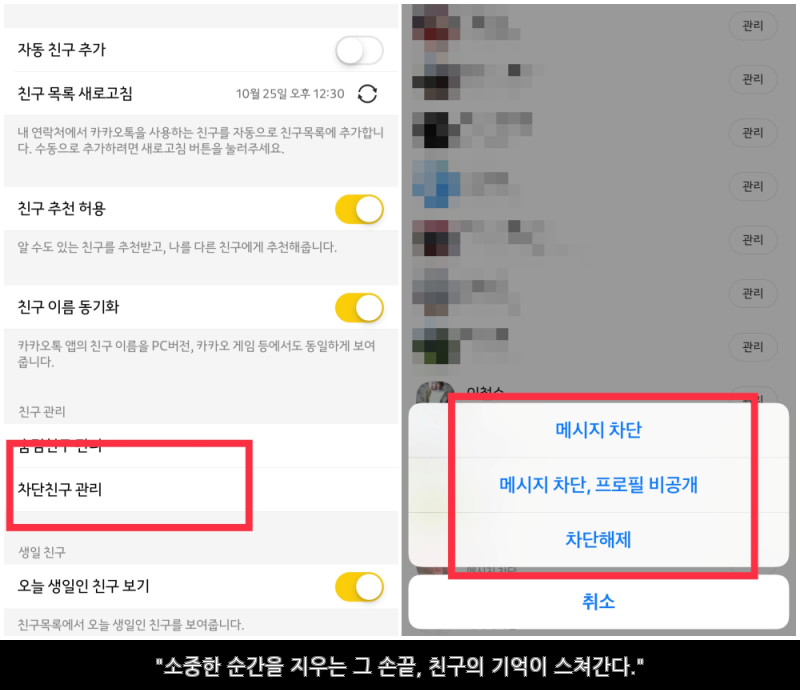 자동 친구 추가
친구 목록 새로고침 10월 25일 오후 12:30
내 연락처에서 카카오톡을 사용하는 친구를 자동으로 친구목록에 추가합니
다. 수동으로 추가하려면 새로고침 버튼을 눌러주세요.
친구 추천 허용
알 수도 있는 친구를 추천받고, 나를 다른 친구에게 추천해줍니다.
친구 이름 동기화
카카오톡 앱의 친구 이름을 PC버전, 카카오 게임 등에서도 동일하게 보여
줍니다.
친구 관리
숨김친구 관리
차단친구 관리
생일 친구
오늘 생일인 친구 보기
친구목록에서 오늘 생일인 친구를 보여줍니다.
관리
관리
관리
관리
관리
관리
관리
관리
메시지 차단
메시지 차단, 프로필 비공개
차단해제
메시지 차단
취소
"소중한 순간을 지우는 그 손끝, 친구의 기억이 스쳐간다."